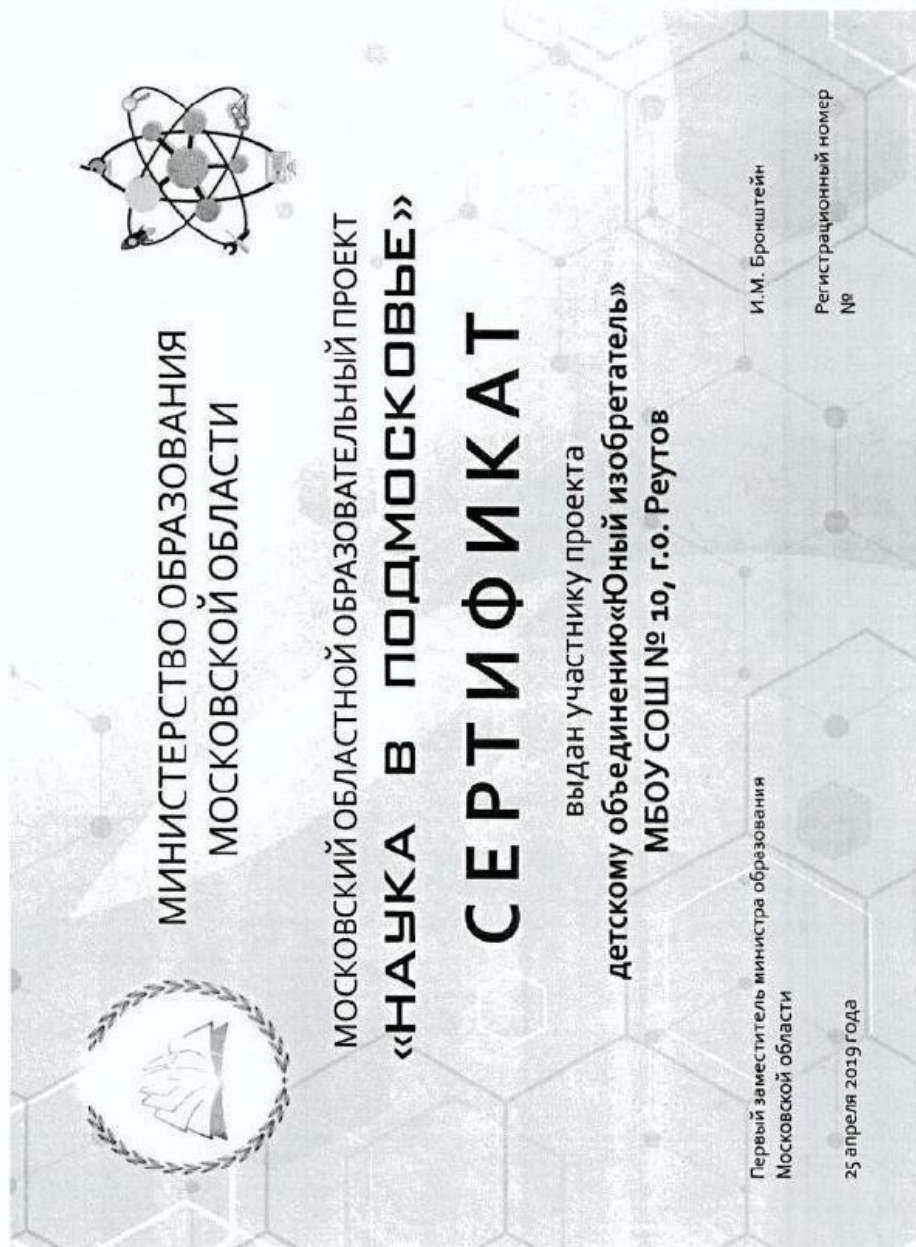 МИНИСТЕРСТВО ОБРАЗОВАНИЯ
МОСКОВСКОЙ ОБЛАСТИ
МОСКОВСКИЙ ОБЛАСТНОЙ ОБРАЗОВАТЕЛЬНЫЙ ПРОЕКТ
«НАУКА В ПОДМОСКОВЬЕ»
СЕРТИФИКАТ
выдан участнику проекта
детскому объединению«Юный изобретатель»
МБОУ СОШ № 10, г.о. Реутов
Первый заместитель министра образования
Московской области
И.М. Бронштейн
25 апреля 2019 года
Регистрационный номер
№